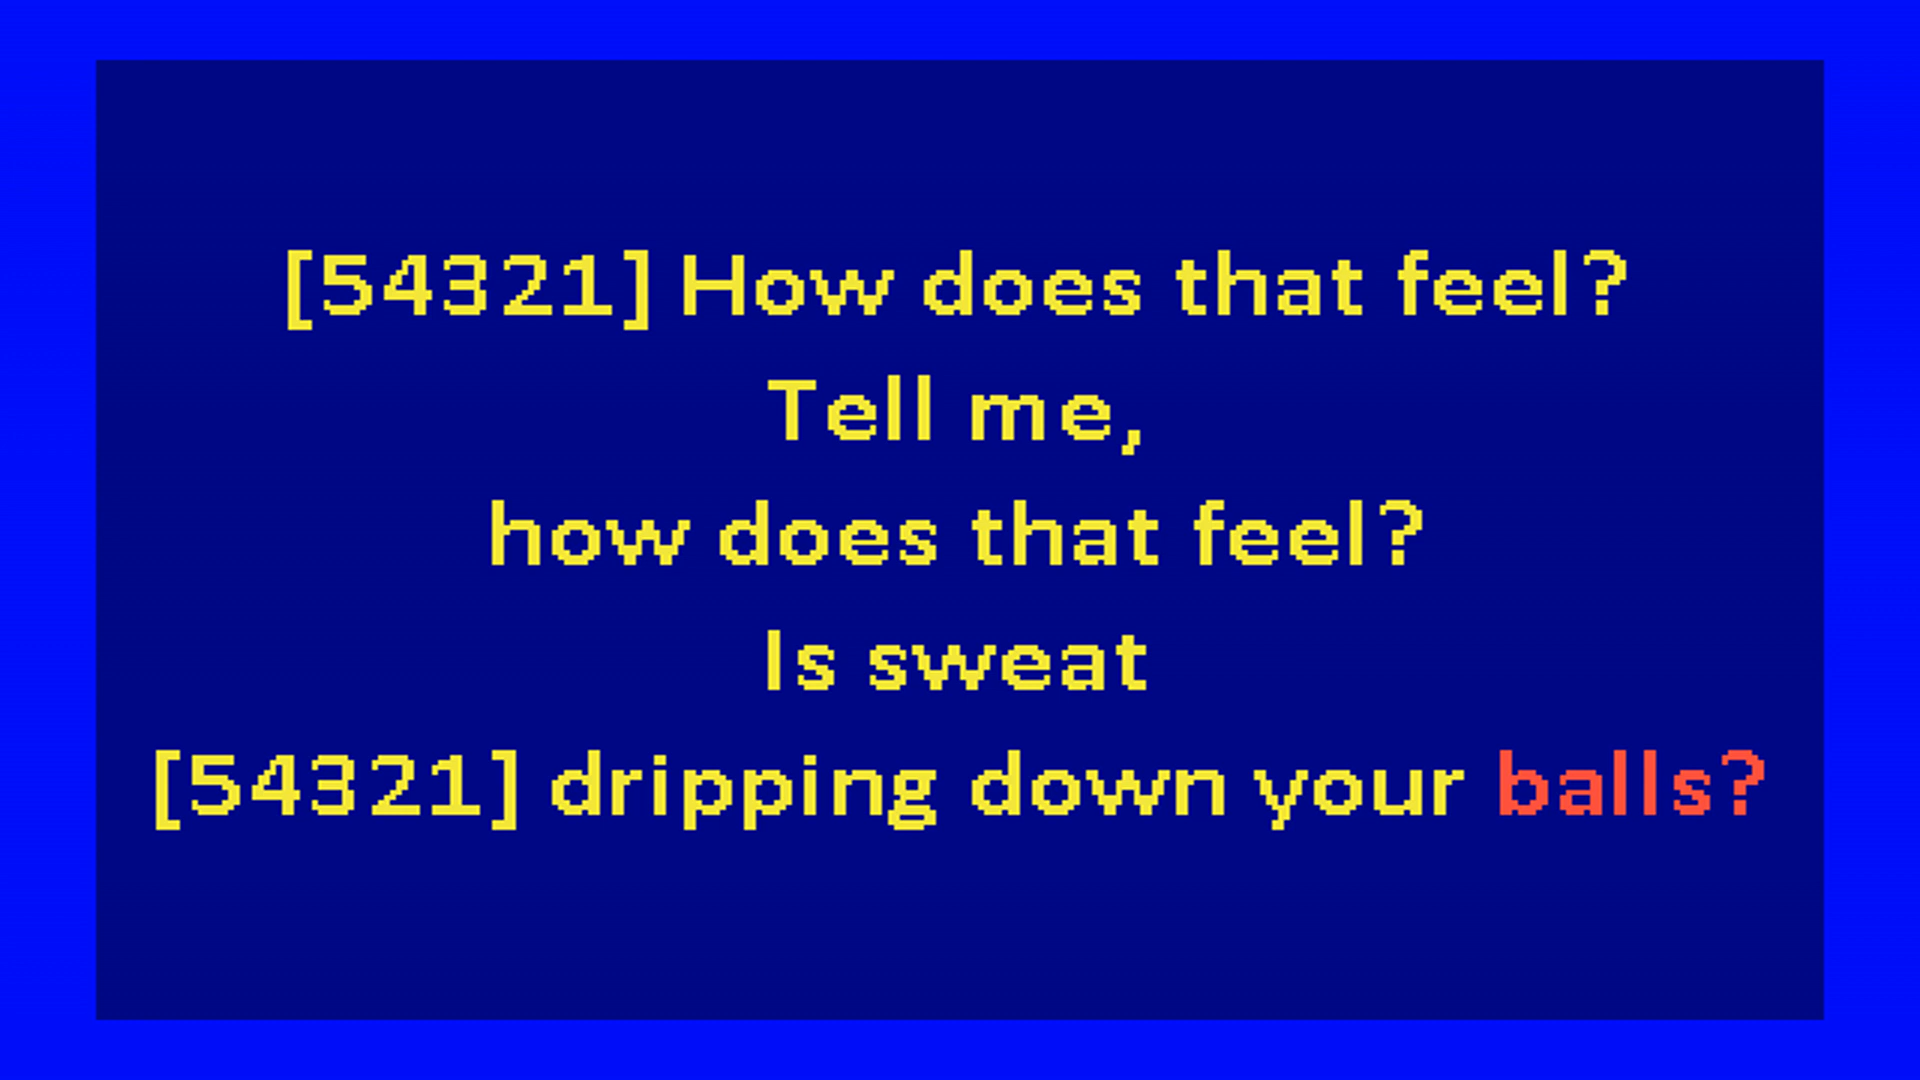 [54321] How does that feel?
Tell me,
how does that feel?
Is sweat
[54321] dripping down your balls?